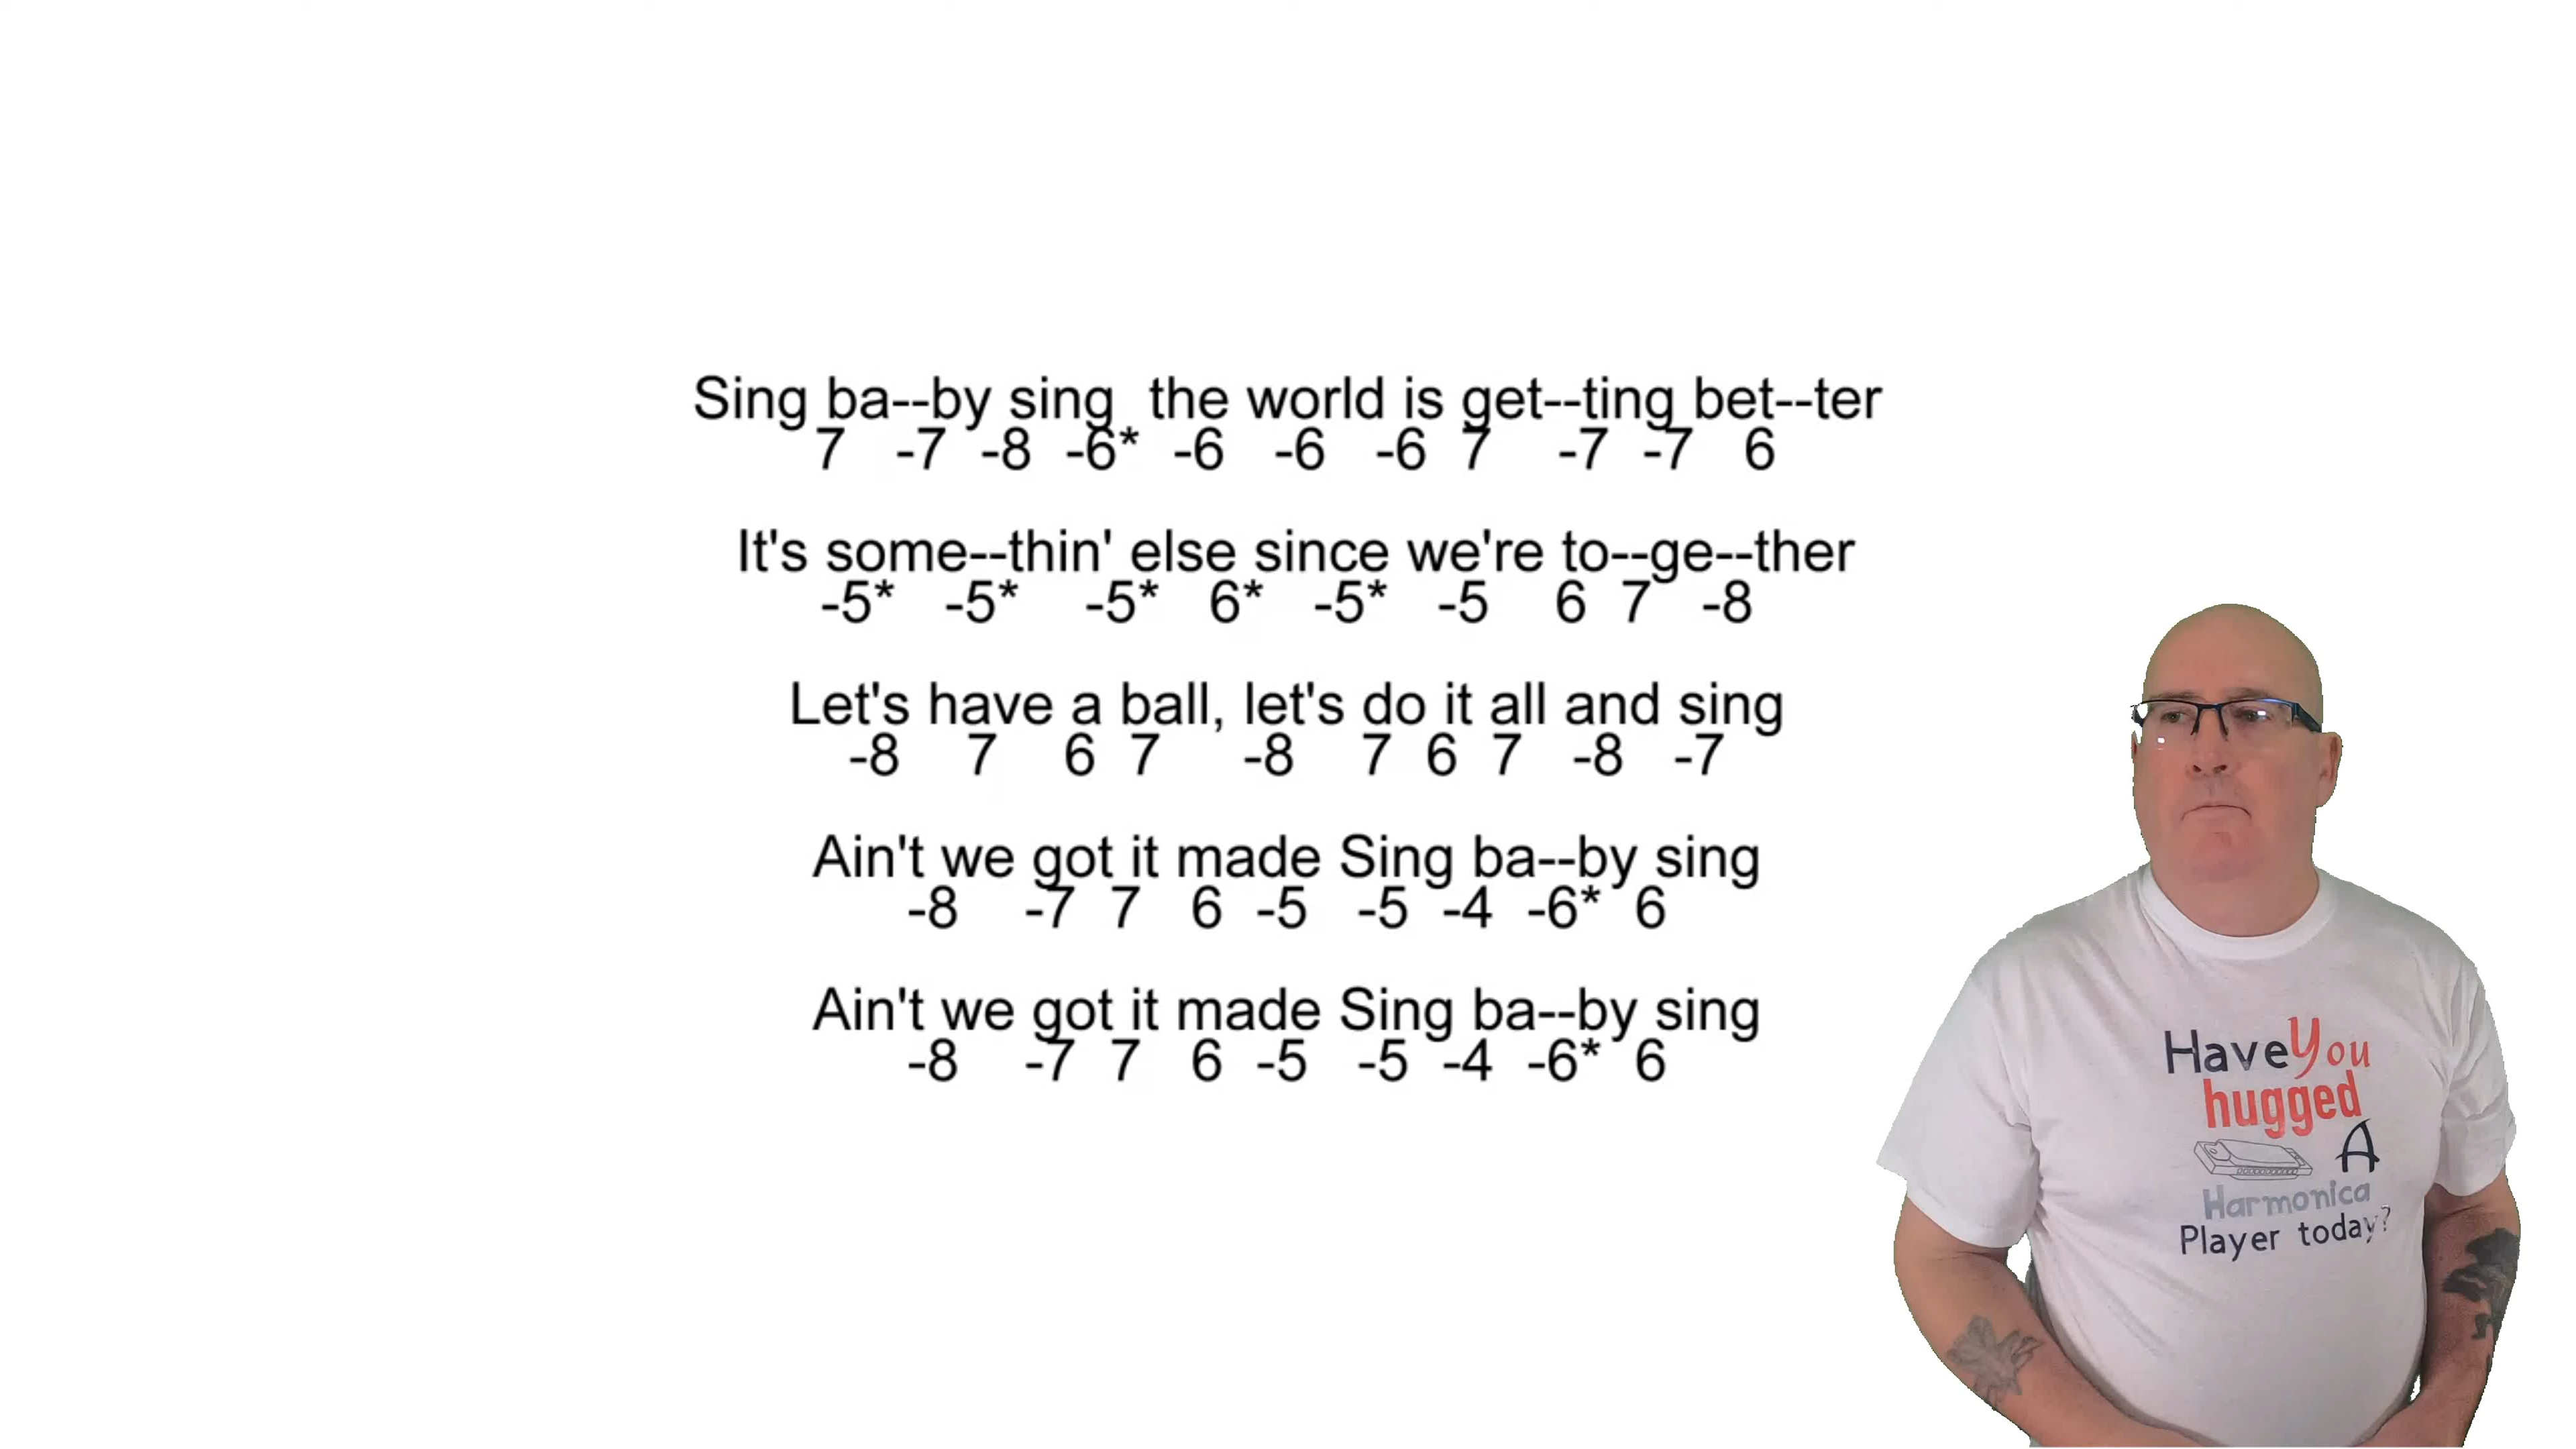 Sing ba--by sing  the world is get--ting bet--ter
7 -7 -8 -6* -6 -6 -6 7 -7 -7 6
It's some--thin' else since we're to--ge--ther
-5* -5* -5* 6* -5* -5 6 7 -8
Let's have a ball, let's do it all and sing
-8 7 6 7 -8 7 6 7 -8 -7
Ain't we got it made Sing ba--by sing
-8 -7 7 6 -5 -5 -4 -6* 6
Ain't we got it made Sing ba--by sing
-8 -7 7 6 -5 -5 -4 -6* 6
Have You
hugged
A
Harmonica
Player today?